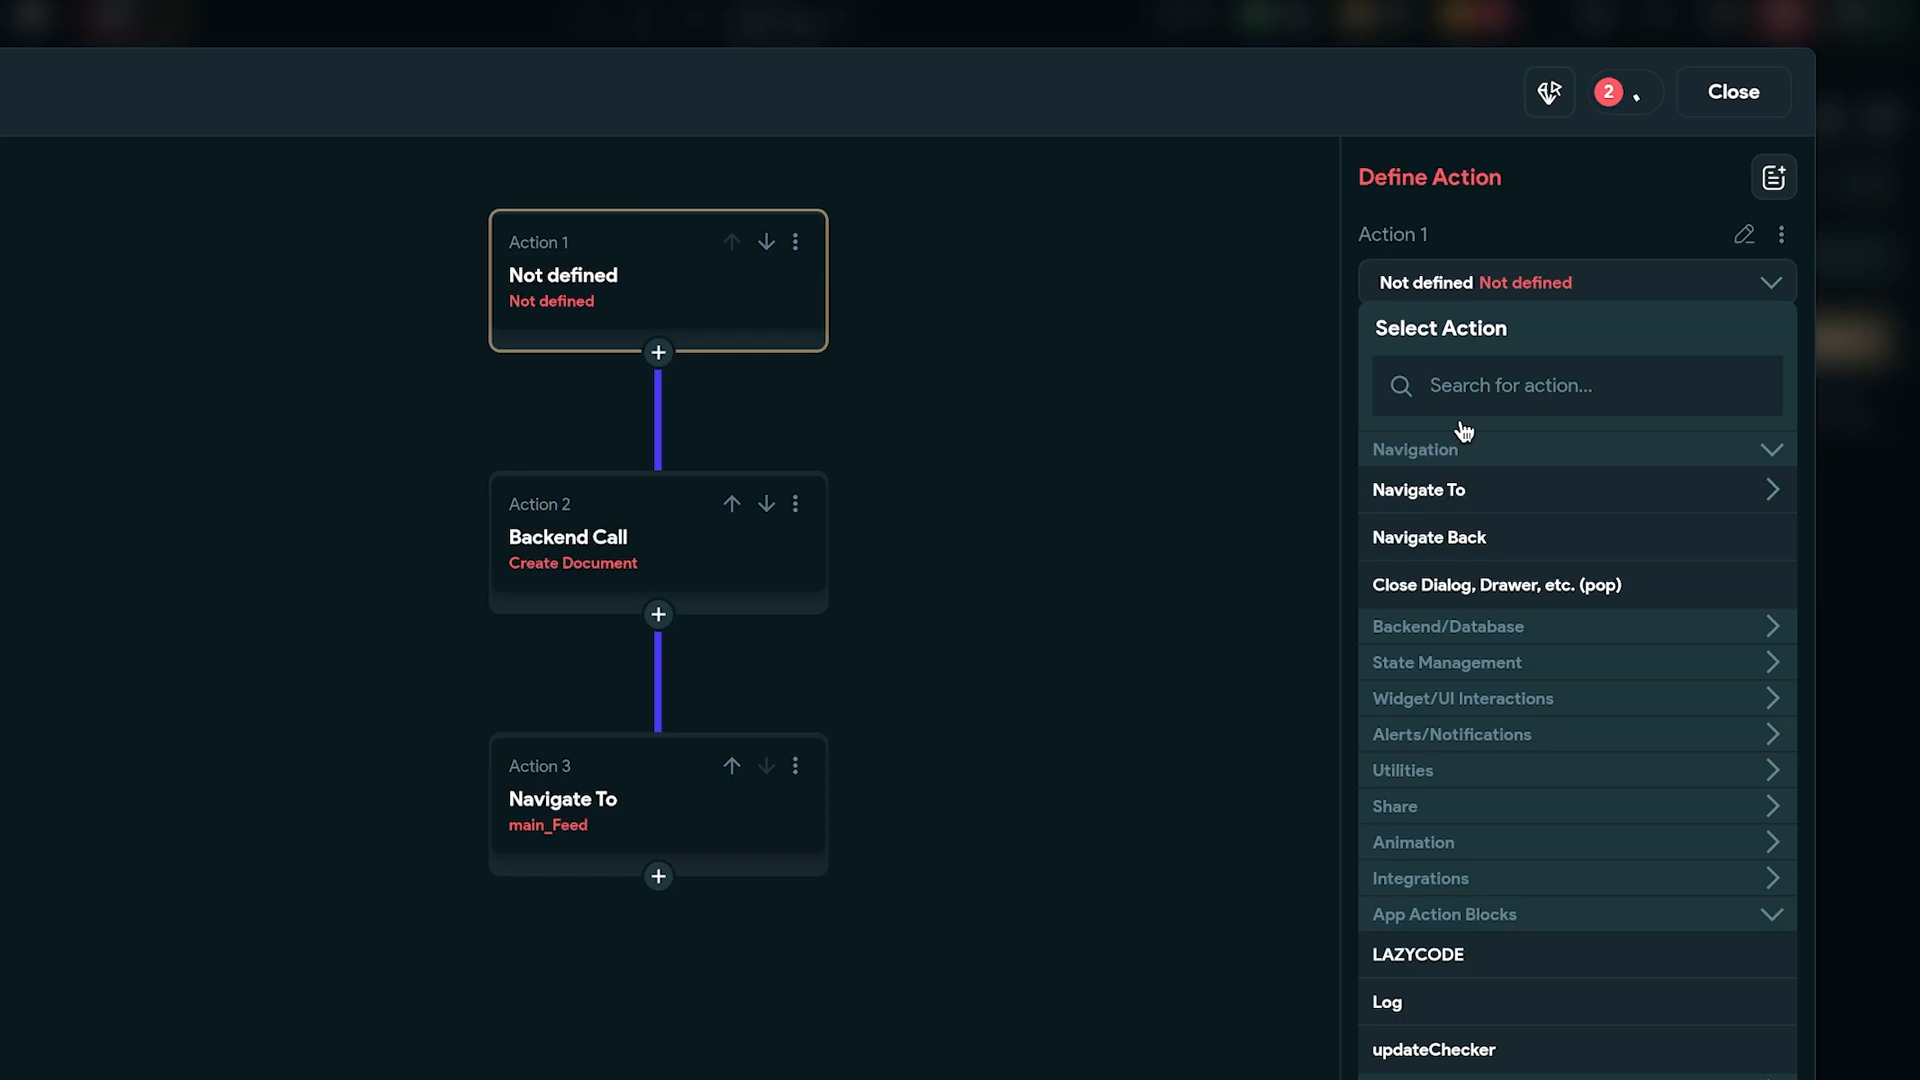 2
Close
Define Action
Action 1
Not defined Not defined
Select Action
Search for action...
Navigation
Navigate To
Navigate Back
Close Dialog, Drawer, etc. (pop)
Backend/Database
State Management
Widget/UI Interactions
Alerts/Notifications
Utilities
Share
Animation
Integrations
App Action Blocks
LAZYCODE
Log
updateChecker
Action 1
Not defined
Not defined
Action 2
Backend Call
Create Document
Action 3
Navigate To
main_Feed